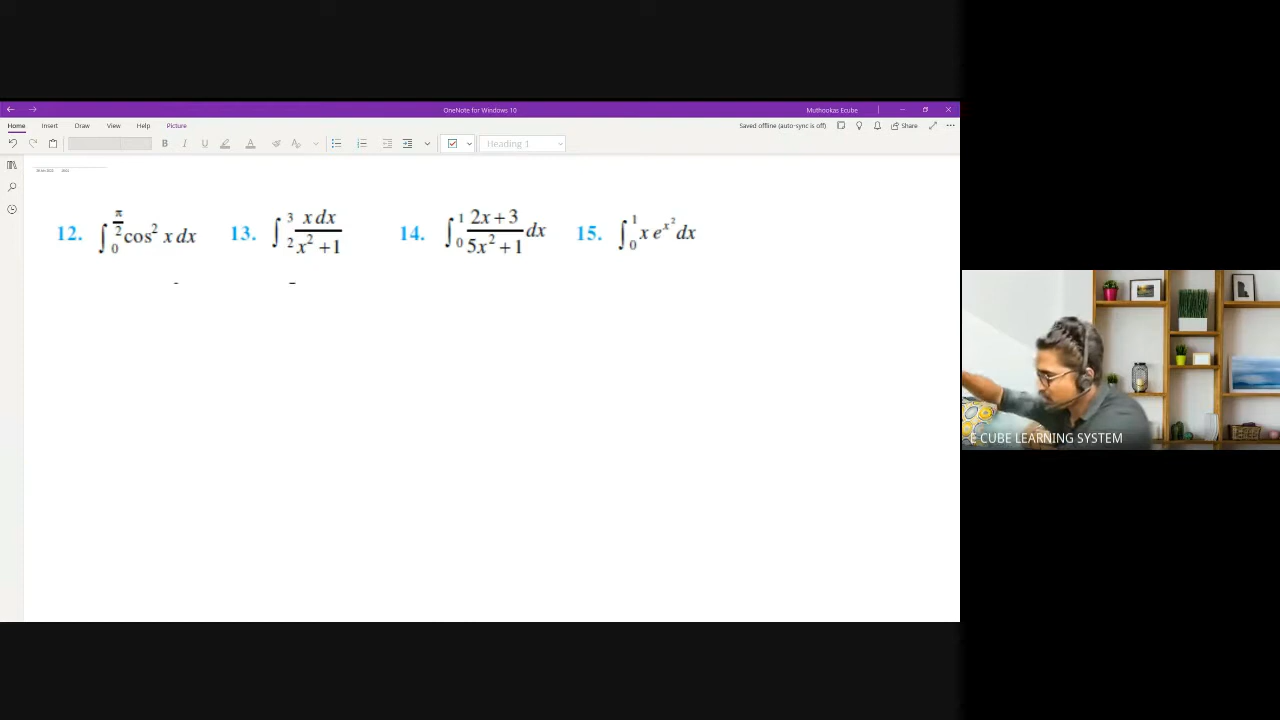 OneNote for Windows 10
Muthookas Ecube
Home Insert Draw View Help Picture
Saved offline (auto-sync is off)
Share
B I U A Heading 1
12. ∫₀^(π/2) cos² x dx 13. ∫₂³ x dx / (x² + 1) 14. ∫₀¹ (2x + 3) / (5x² + 1) dx 15. ∫₀¹ x e^(x²) dx
E CUBE LEARNING SYSTEM